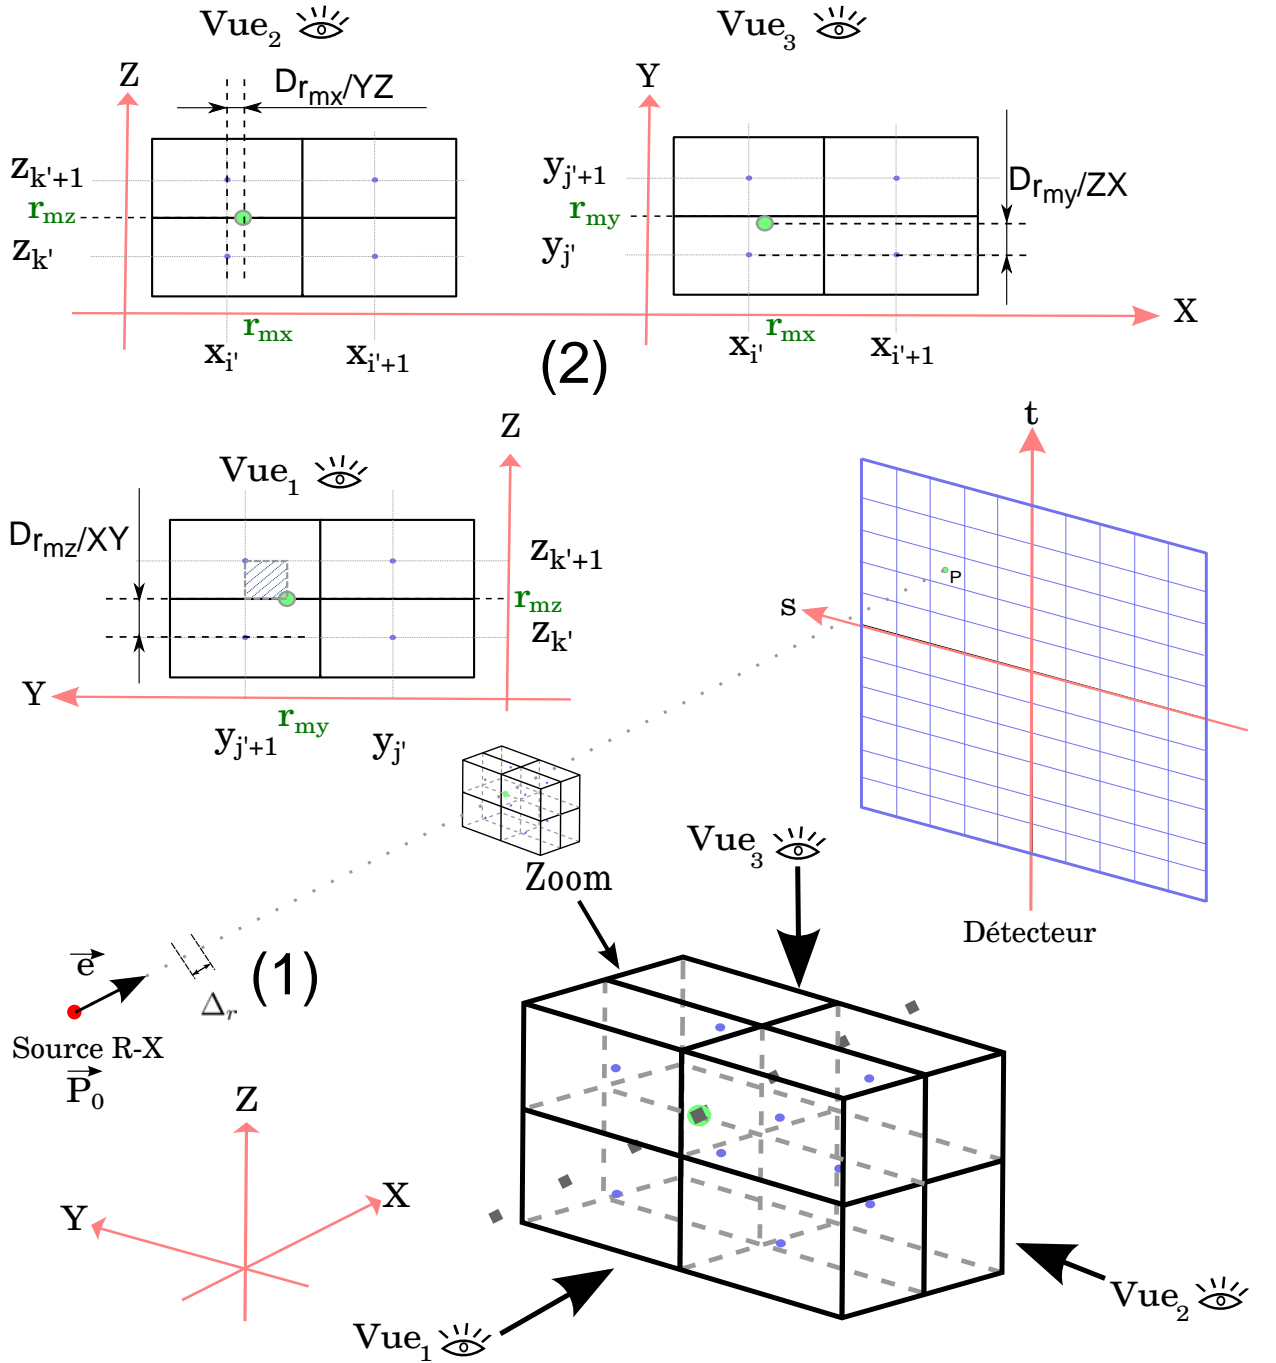 Vue2
Vue3
Z
Dr_mx/YZ
Y
z_k'+1
r_mz
z_k'
y_j'+1
r_my
y_j'
Dr_my/ZX
X
r_mx
x_i'
x_i'+1
r_mx
x_i'
x_i'+1
(2)
t
Z
Vue1
Dr_mz/XY
z_k'+1
r_mz
z_k'
P
s
Y
r_my
y_j'+1
y_j'
Vue3
Zoom
Détecteur
e
(1)
Δr
Source R-X
P0
Z
Y
X
Vue1
Vue2